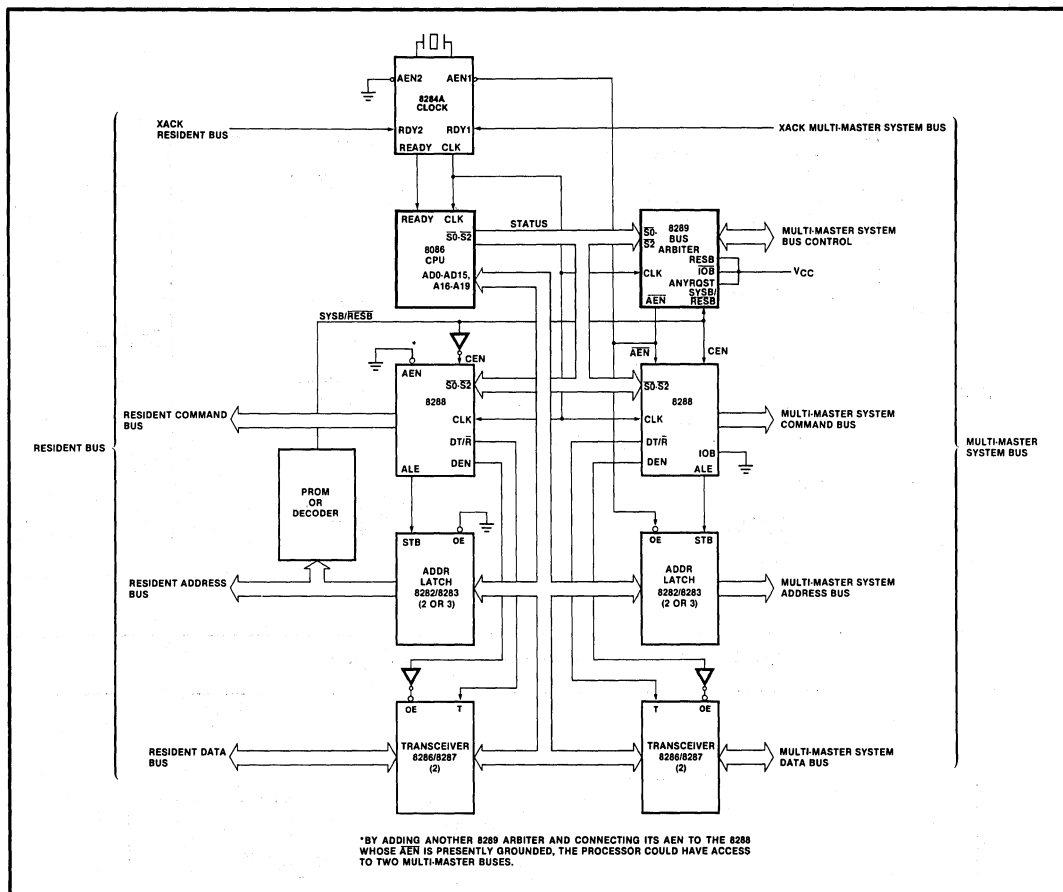 AEN2 AEN1
8284A
CLOCK
XACK
RESIDENT BUS
RDY2 RDY1
XACK MULTI-MASTER SYSTEM BUS
READY CLK
READY CLK
STATUS
S0-S2
8086
CPU
AD0-AD15,
A16-A19
S0-
S2
8289
BUS
ARBITER
RESB
IOB
CLK
ANYRQST
SYSB/
RESB
AEN
MULTI-MASTER SYSTEM
BUS CONTROL
VCC
SYSB/RESB
*
CEN
AEN
CEN
AEN
S0-S2
8288
CLK
DT/R
DEN
ALE
S0-S2
8288
CLK
DT/R
DEN
IOB
ALE
RESIDENT COMMAND
BUS
MULTI-MASTER SYSTEM
COMMAND BUS
RESIDENT BUS
MULTI-MASTER
SYSTEM BUS
PROM
OR
DECODER
STB OE
ADDR
LATCH
8282/8283
(2 OR 3)
OE STB
ADDR
LATCH
8282/8283
(2 OR 3)
RESIDENT ADDRESS
BUS
MULTI-MASTER SYSTEM
ADDRESS BUS
OE T
TRANSCEIVER
8286/8287
(2)
T OE
TRANSCEIVER
8286/8287
(2)
RESIDENT DATA
BUS
MULTI-MASTER SYSTEM
DATA BUS
*BY ADDING ANOTHER 8289 ARBITER AND CONNECTING ITS AEN TO THE 8288
WHOSE AEN IS PRESENTLY GROUNDED, THE PROCESSOR COULD HAVE ACCESS
TO TWO MULTI-MASTER BUSES.